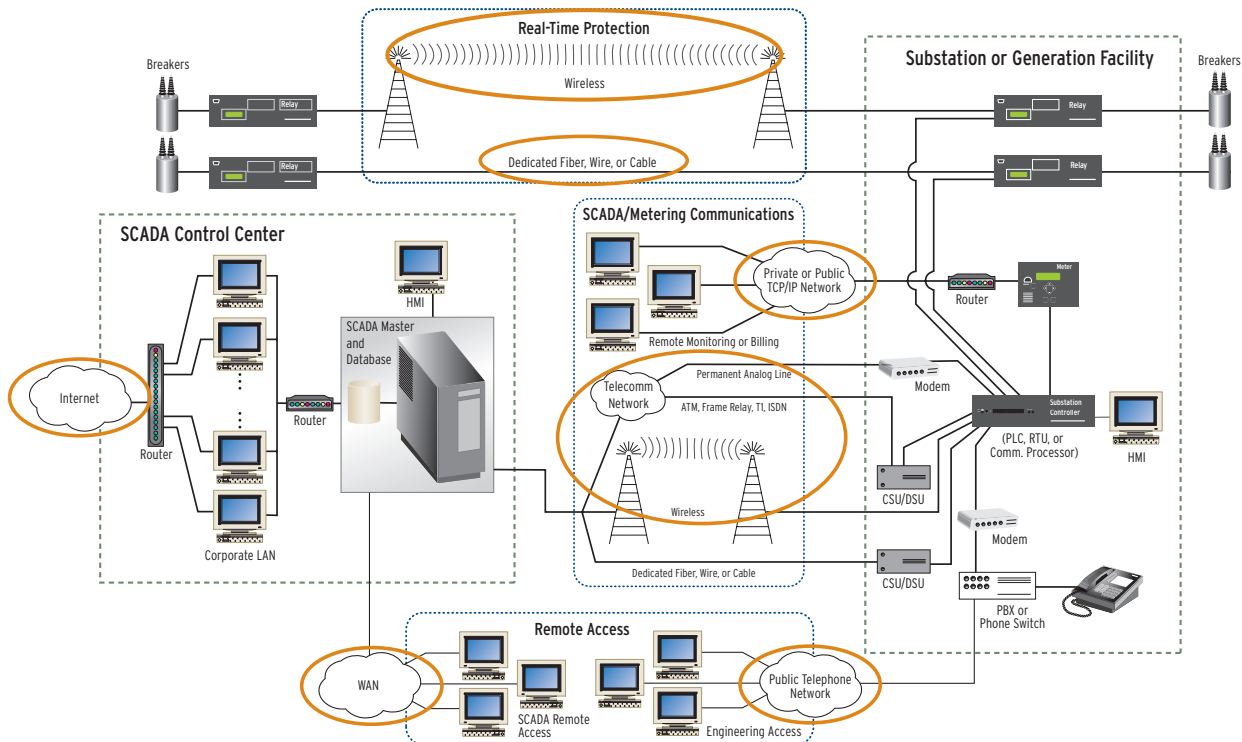 Real-Time Protection
Wireless
Dedicated Fiber, Wire, or Cable
Breakers
Relay
Relay
Substation or Generation Facility
Breakers
Relay
Relay
SCADA Control Center
HMI
SCADA Master
and
Database
Internet
Router
Router
Corporate LAN
SCADA/Metering Communications
Private or Public
TCP/IP Network
Remote Monitoring or Billing
Permanent Analog Line
Telecomm
Network
ATM, Frame Relay, T1, ISDN
Wireless
Dedicated Fiber, Wire, or Cable
Router
Meter
Modem
Substation
Controller
(PLC, RTU, or
Comm. Processor)
HMI
CSU/DSU
Modem
CSU/DSU
PBX or
Phone Switch
Remote Access
WAN
SCADA Remote
Access
Engineering Access
Public Telephone
Network